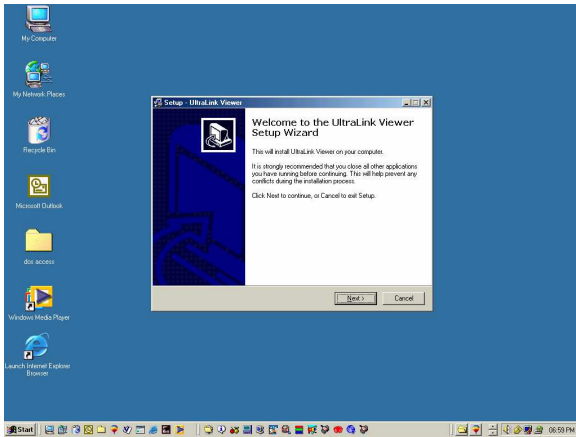 My Computer
My Network Places
Recycle Bin
Microsoft Outlook
dos access
Windows Media Player
Launch Internet Explorer
Browser
Setup - UltraLink Viewer
Welcome to the UltraLink Viewer
Setup Wizard
This will install UltraLink Viewer on your computer.
It is strongly recommended that you close all other applications
you have running before continuing. This will help prevent any
conflicts during the installation process.
Click Next to continue, or Cancel to exit Setup.
Next >
Cancel
Start
06:59 PM